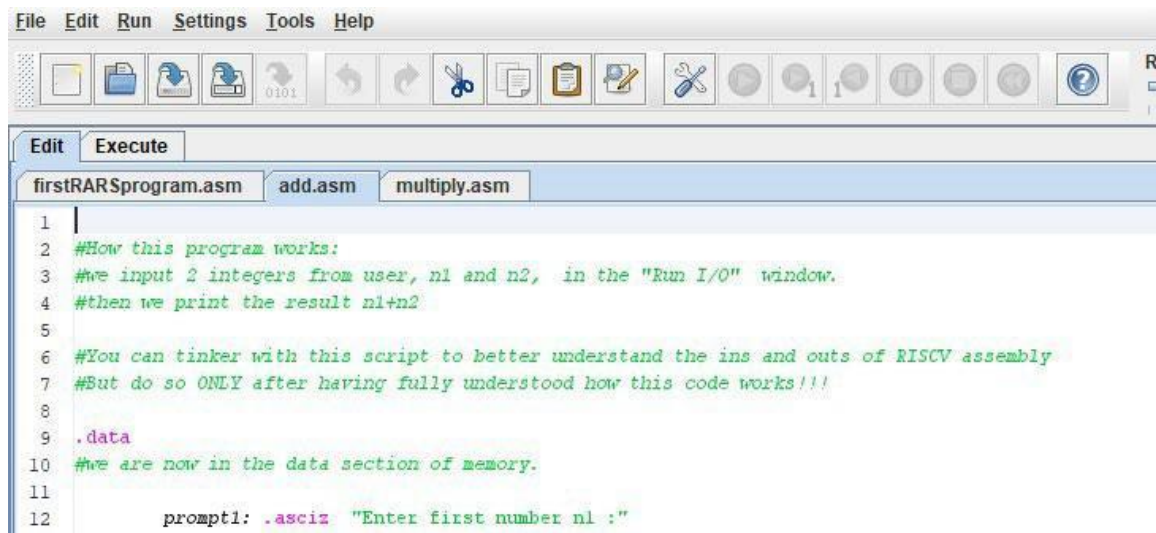 File Edit Run Settings Tools Help
0101
1
1
R
Edit Execute
firstRARSprogram.asm add.asm multiply.asm
1
2 #How this program works:
3 #we input 2 integers from user, n1 and n2, in the "Run I/O" window.
4 #then we print the result n1+n2
5
6 #You can tinker with this script to better understand the ins and outs of RISCV assembly
7 #But do so ONLY after having fully understood how this code works!!!
8
9 .data
10 #we are now in the data section of memory.
11
12 prompt1: .asciz "Enter first number n1 :"